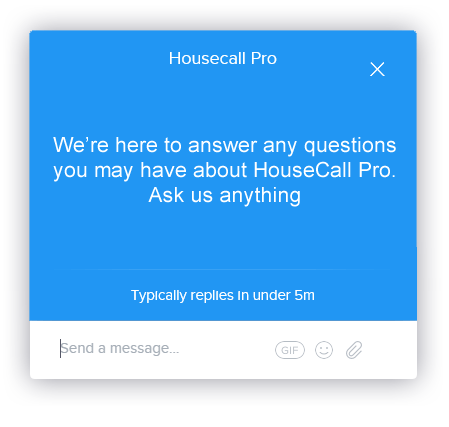 Housecall Pro
We're here to answer any questions
you may have about HouseCall Pro.
Ask us anything
Typically replies in under 5m
Send a message...
GIF